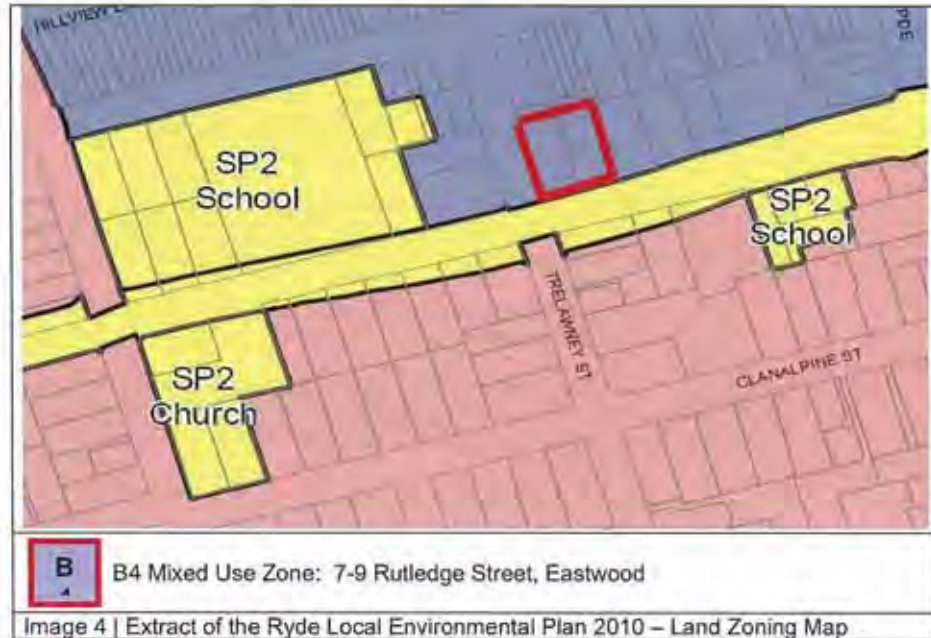 HILLVIEW
SP2
School
SP2
School
TRELAWNEY ST
CLANALPINE ST
SP2
Church
B
4
B4 Mixed Use Zone: 7-9 Rutledge Street, Eastwood
Image 4 | Extract of the Ryde Local Environmental Plan 2010 – Land Zoning Map